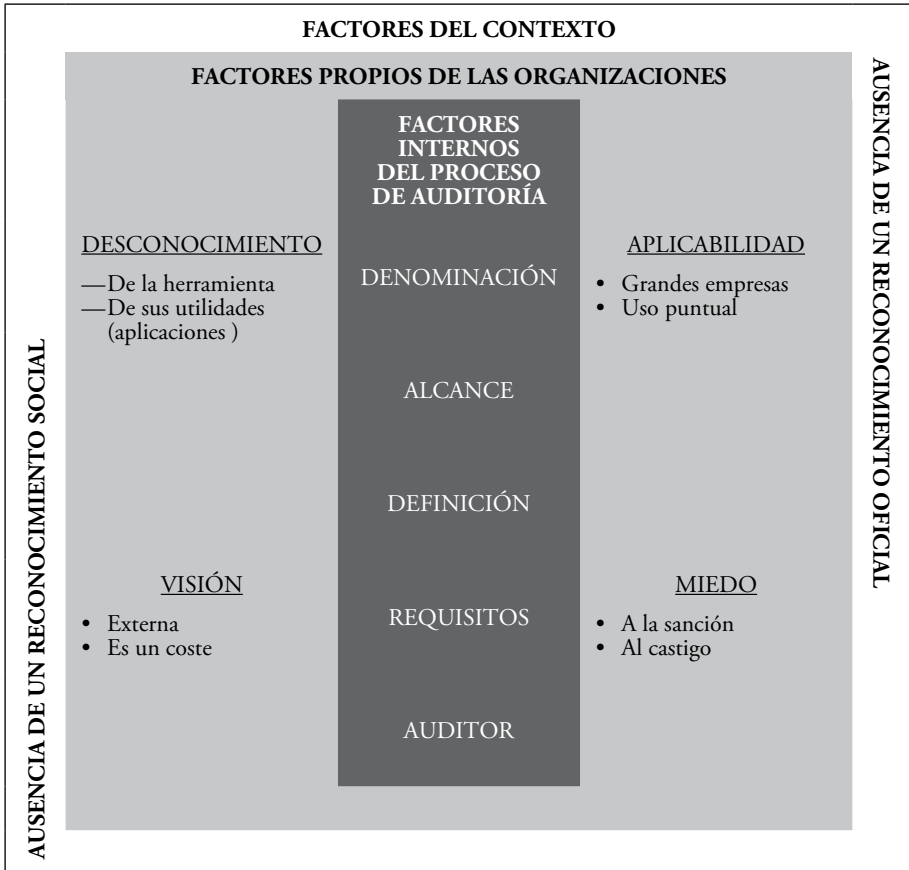 FACTORES DEL CONTEXTO
FACTORES PROPIOS DE LAS ORGANIZACIONES
AUSENCIA DE UN RECONOCIMIENTO SOCIAL
DESCONOCIMIENTO
—De la herramienta
—De sus utilidades
(aplicaciones )
VISIÓN
• Externa
• Es un coste
FACTORES
INTERNOS
DEL PROCESO
DE AUDITORÍA
DENOMINACIÓN
ALCANCE
DEFINICIÓN
REQUISITOS
AUDITOR
APLICABILIDAD
• Grandes empresas
• Uso puntual
MIEDO
• A la sanción
• Al castigo
AUSENCIA DE UN RECONOCIMIENTO OFICIAL